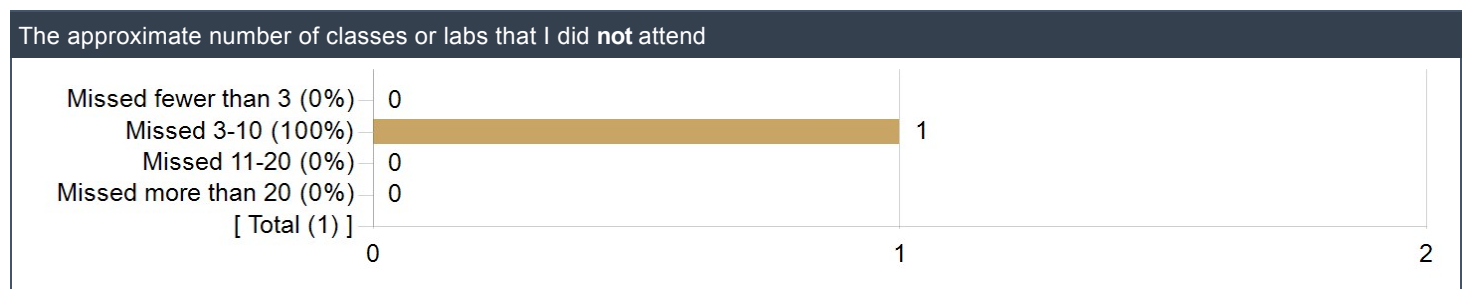 The approximate number of classes or labs that I did not attend
Missed fewer than 3 (0%) 0
Missed 3-10 (100%) 1
Missed 11-20 (0%) 0
Missed more than 20 (0%) 0
[ Total (1) ]
0 1 2